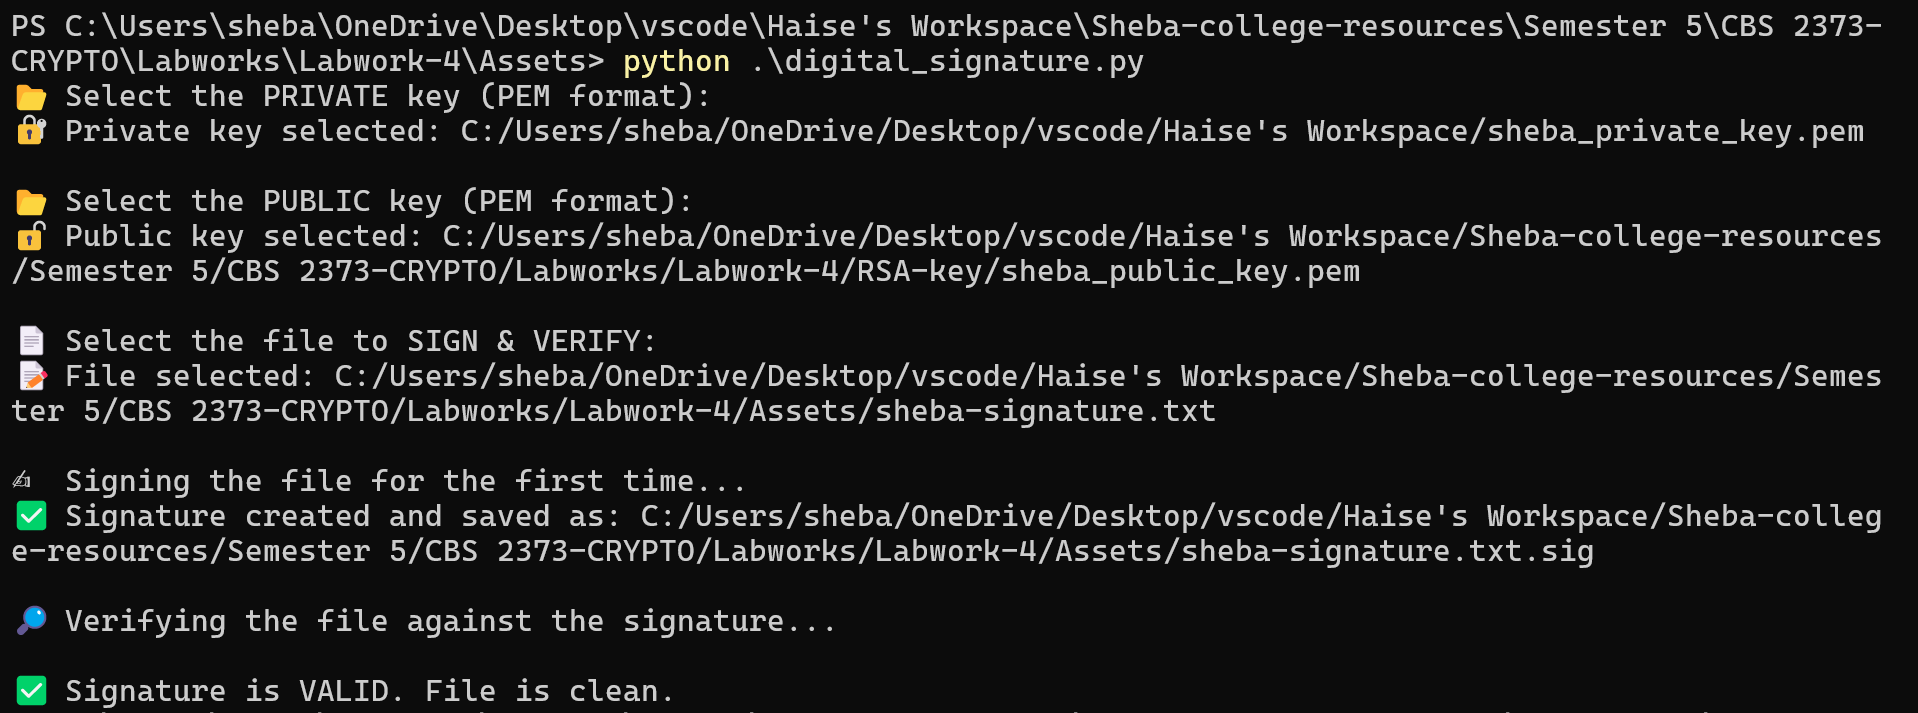 PS C:\Users\sheba\OneDrive\Desktop\vscode\Haise's Workspace\Sheba-college-resources\Semester 5\CBS 2373-
CRYPTO\Labworks\Labwork-4\Assets> python .\digital_signature.py
📂 Select the PRIVATE key (PEM format):
🔐 Private key selected: C:/Users/sheba/OneDrive/Desktop/vscode/Haise's Workspace/sheba_private_key.pem
📂 Select the PUBLIC key (PEM format):
🔓 Public key selected: C:/Users/sheba/OneDrive/Desktop/vscode/Haise's Workspace/Sheba-college-resources
/Semester 5/CBS 2373-CRYPTO/Labworks/Labwork-4/RSA-key/sheba_public_key.pem
📄 Select the file to SIGN & VERIFY:
📝 File selected: C:/Users/sheba/OneDrive/Desktop/vscode/Haise's Workspace/Sheba-college-resources/Semes
ter 5/CBS 2373-CRYPTO/Labworks/Labwork-4/Assets/sheba-signature.txt
✍ Signing the file for the first time...
✅ Signature created and saved as: C:/Users/sheba/OneDrive/Desktop/vscode/Haise's Workspace/Sheba-colleg
e-resources/Semester 5/CBS 2373-CRYPTO/Labworks/Labwork-4/Assets/sheba-signature.txt.sig
🔎 Verifying the file against the signature...
✅ Signature is VALID. File is clean.